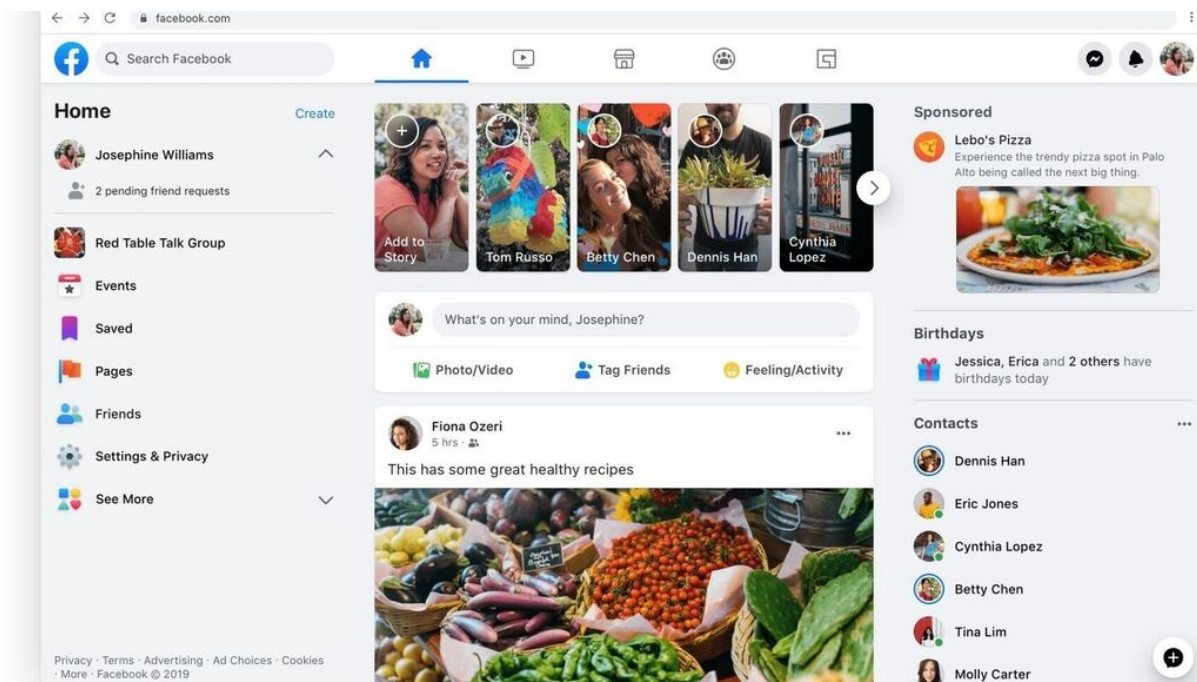 facebook.com
Search Facebook
Home
Create
Josephine Williams
2 pending friend requests
Red Table Talk Group
Events
Saved
Pages
Friends
Settings & Privacy
See More
Privacy · Terms · Advertising · Ad Choices · Cookies
· More · Facebook © 2019
Add to
Story
Tom Russo
Betty Chen
Dennis Han
Cynthia
Lopez
What's on your mind, Josephine?
Photo/Video
Tag Friends
Feeling/Activity
Fiona Ozeri
5 hrs ·
This has some great healthy recipes
Sponsored
Lebo's Pizza
Experience the trendy pizza spot in Palo
Alto being called the next big thing.
Birthdays
Jessica, Erica and 2 others have
birthdays today
Contacts
Dennis Han
Eric Jones
Cynthia Lopez
Betty Chen
Tina Lim
Molly Carter